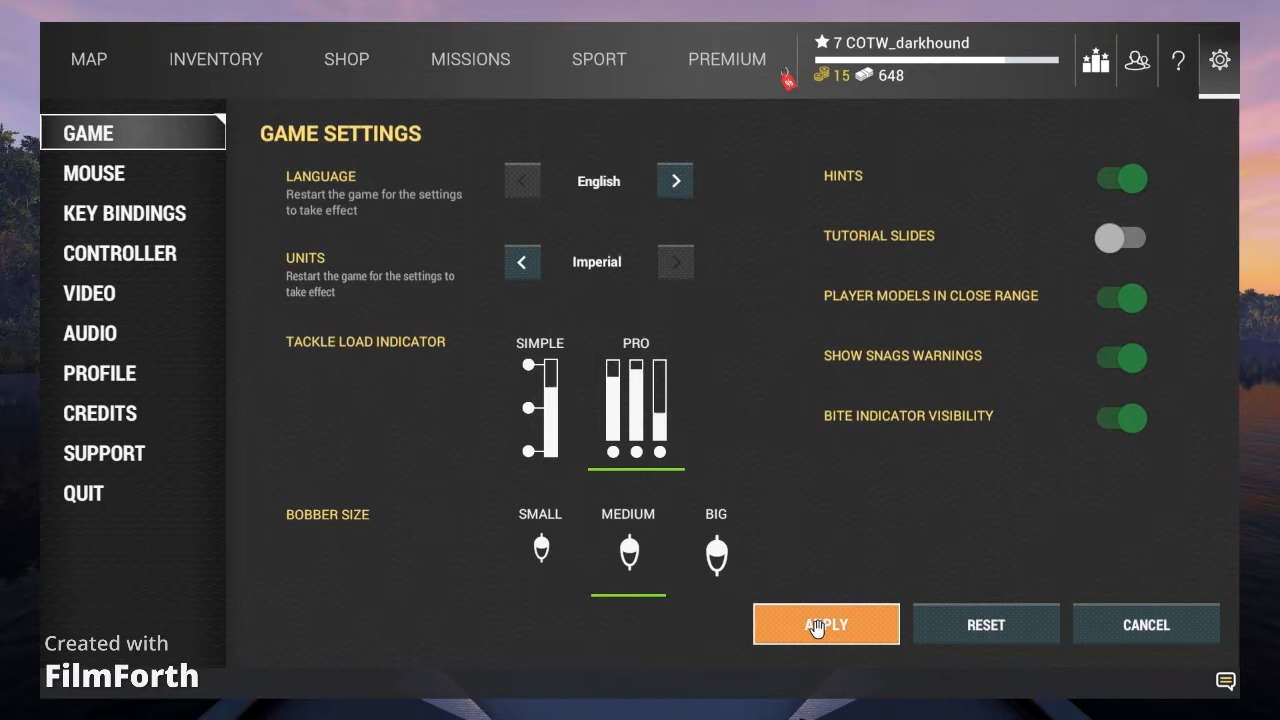 MAP INVENTORY SHOP MISSIONS SPORT PREMIUM
7 COTW_darkhound
15 648
?
GAME
MOUSE
KEY BINDINGS
CONTROLLER
VIDEO
AUDIO
PROFILE
CREDITS
SUPPORT
QUIT
GAME SETTINGS
LANGUAGE
Restart the game for the settings
to take effect
English
UNITS
Restart the game for the settings to
take effect
Imperial
TACKLE LOAD INDICATOR
SIMPLE PRO
BOBBER SIZE
SMALL MEDIUM BIG
HINTS
TUTORIAL SLIDES
PLAYER MODELS IN CLOSE RANGE
SHOW SNAGS WARNINGS
BITE INDICATOR VISIBILITY
APPLY RESET CANCEL
Created with
FilmForth